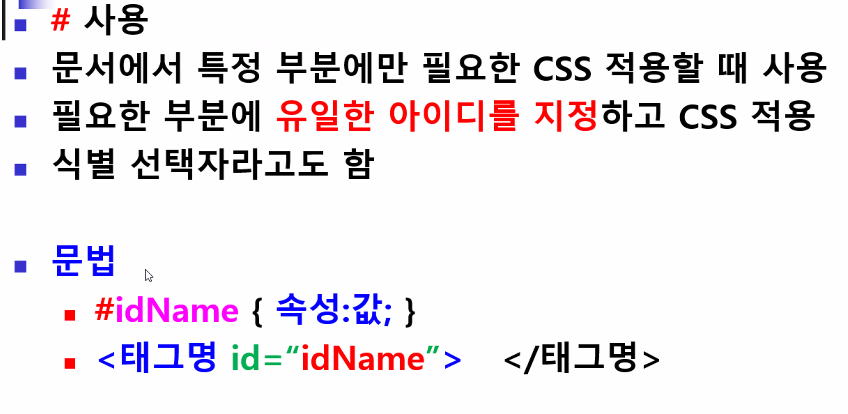 # 사용
문서에서 특정 부분에만 필요한 CSS 적용할 때 사용
필요한 부분에 유일한 아이디를 지정하고 CSS 적용
식별 선택자라고도 함
문법
#idName { 속성:값; }
<태그명 id=“idName”> </태그명>